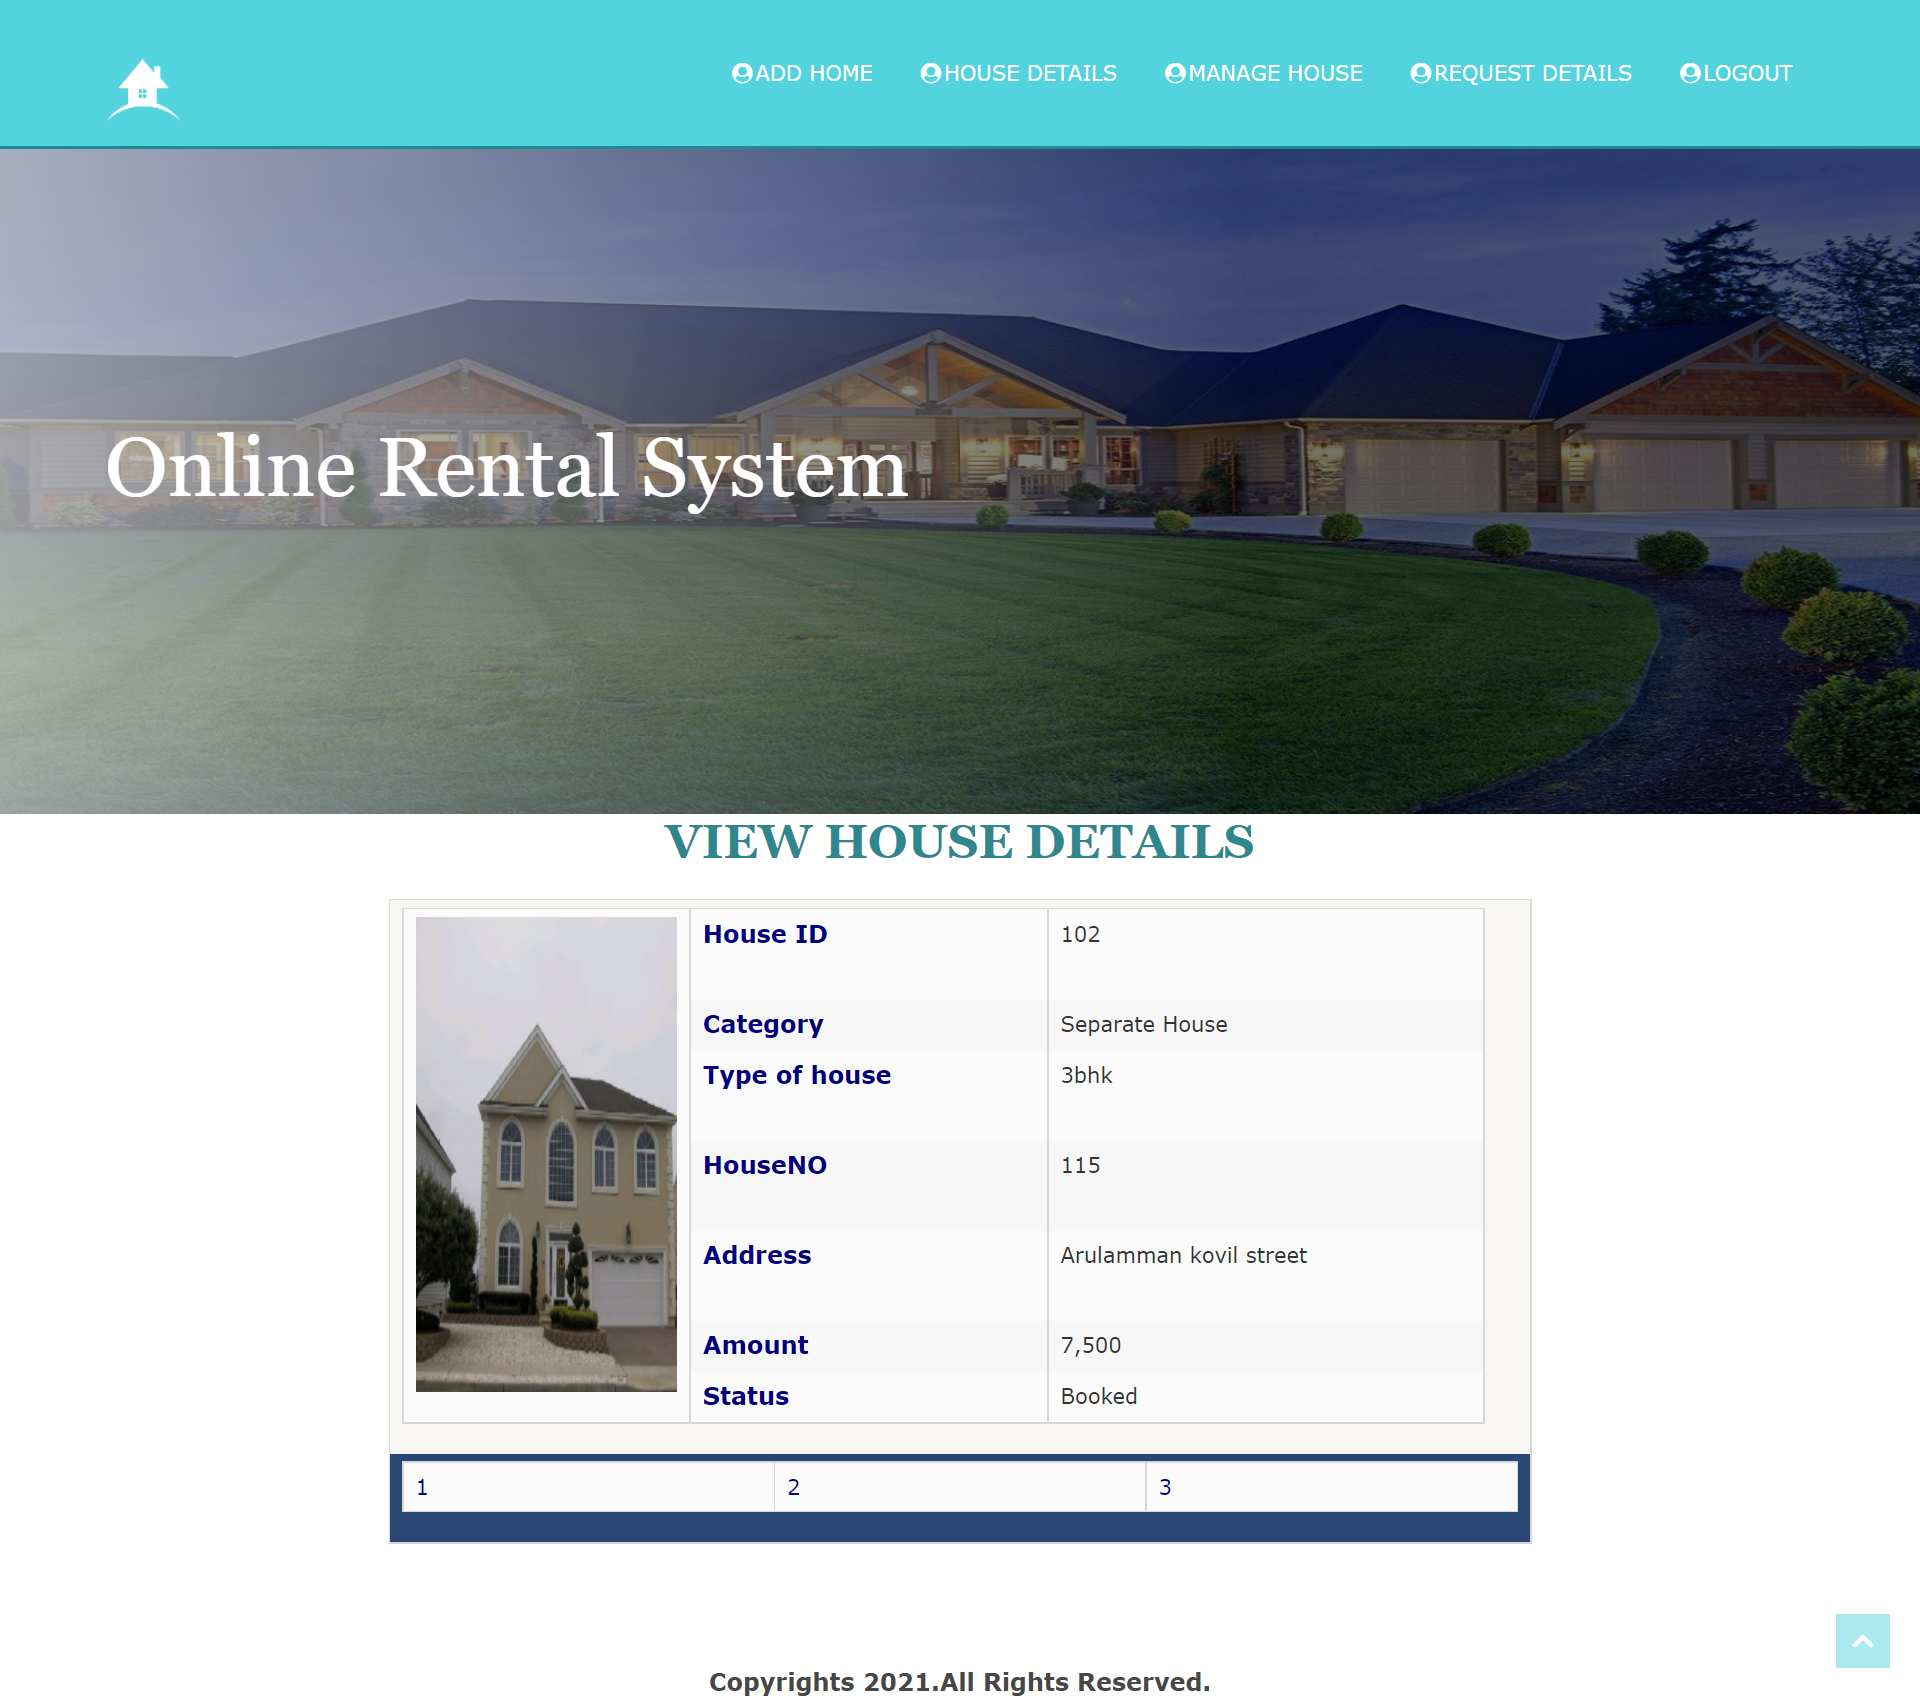 ADD HOME HOUSE DETAILS MANAGE HOUSE REQUEST DETAILS LOGOUT
Online Rental System
VIEW HOUSE DETAILS
House ID 102
Category Separate House
Type of house 3bhk
HouseNO 115
Address Arulamman kovil street
Amount 7,500
Status Booked
1 2 3
Copyrights 2021.All Rights Reserved.